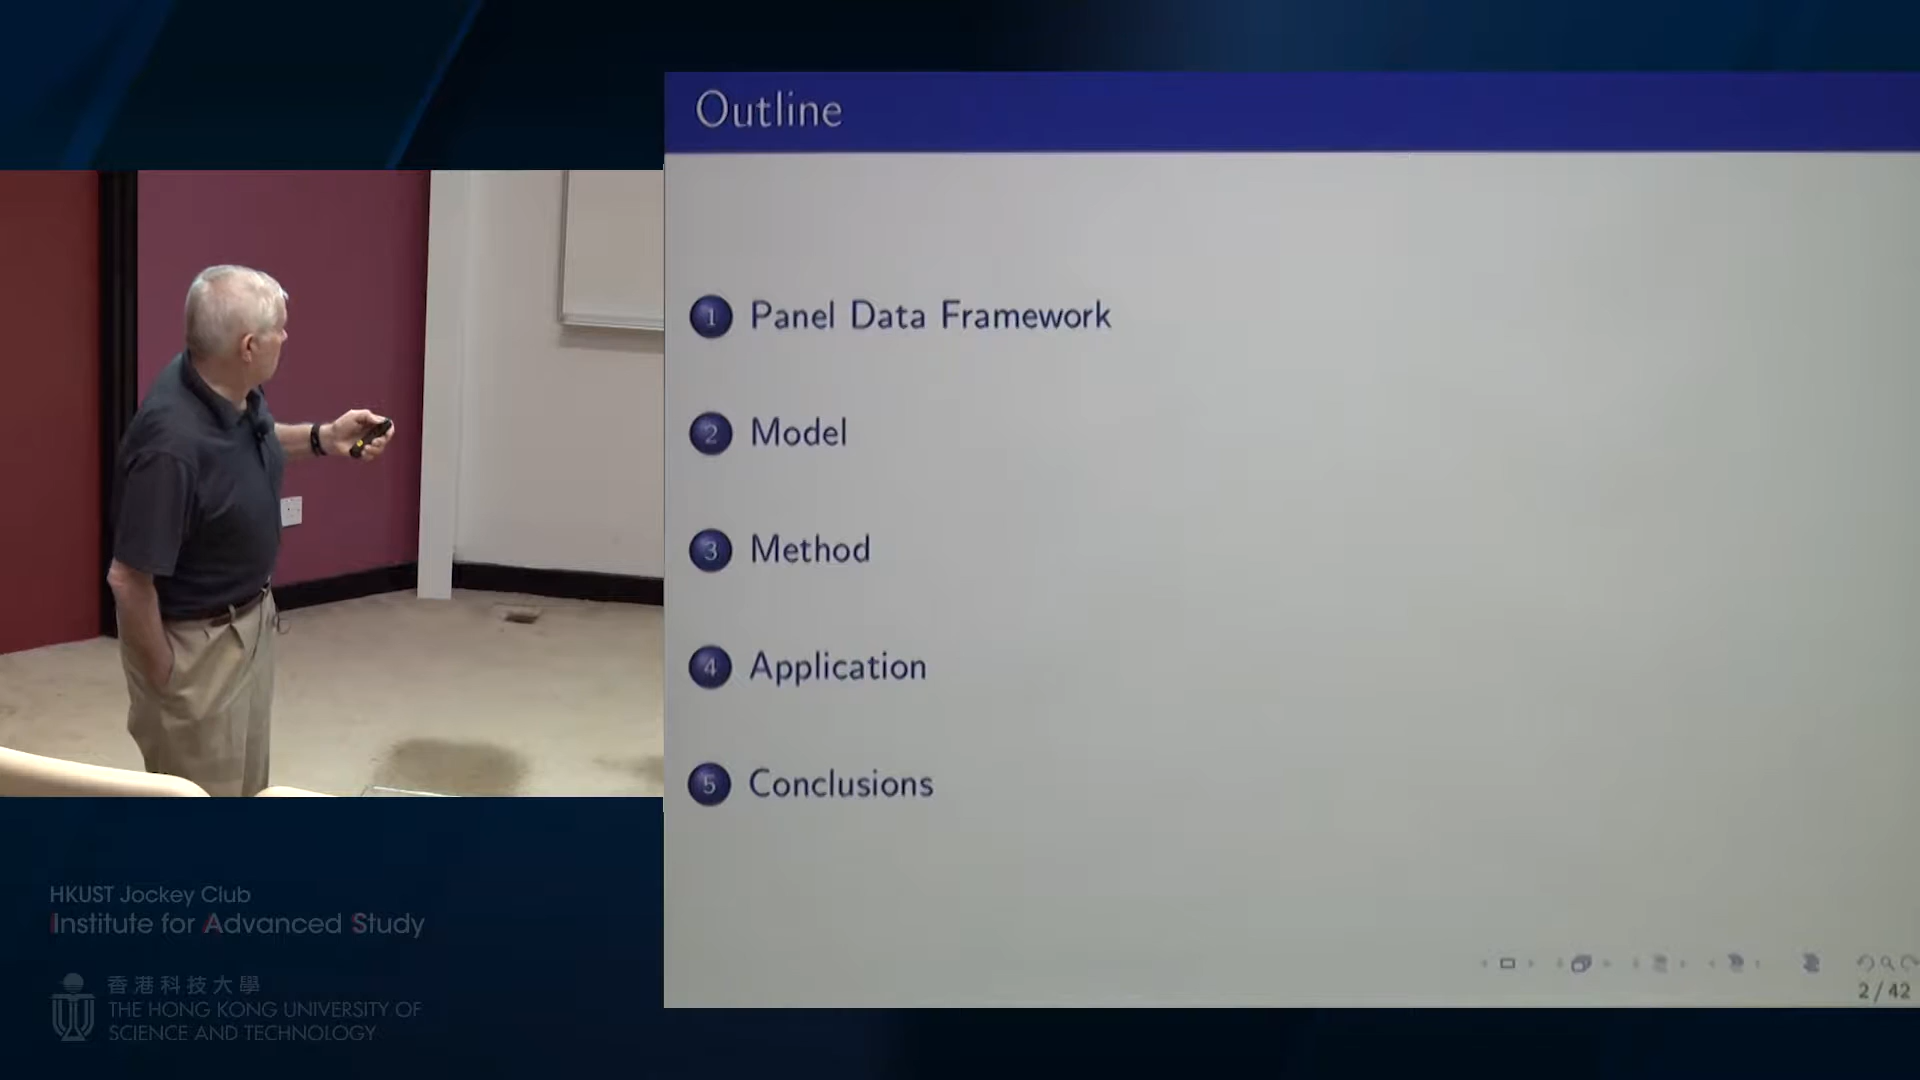 Outline
1 Panel Data Framework
2 Model
3 Method
4 Application
5 Conclusions
2 / 42
HKUST Jockey Club
Institute for Advanced Study
香港科技大學
THE HONG KONG UNIVERSITY OF
SCIENCE AND TECHNOLOGY